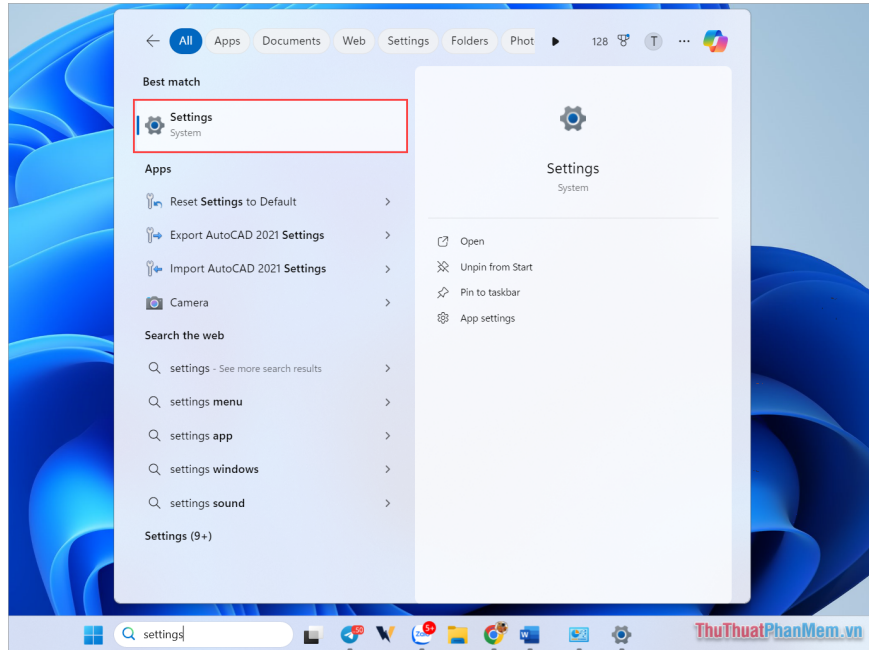 All Apps Documents Web Settings Folders Phot 128 T
Best match
Settings
System
Apps
Reset Settings to Default
Export AutoCAD 2021 Settings
Import AutoCAD 2021 Settings
Camera
Search the web
settings - See more search results
settings menu
settings app
settings windows
settings sound
Settings (9+)
Settings
System
Open
Unpin from Start
Pin to taskbar
App settings
settings
50
Zalo
5+
W
ThuThuatPhanMem.vn